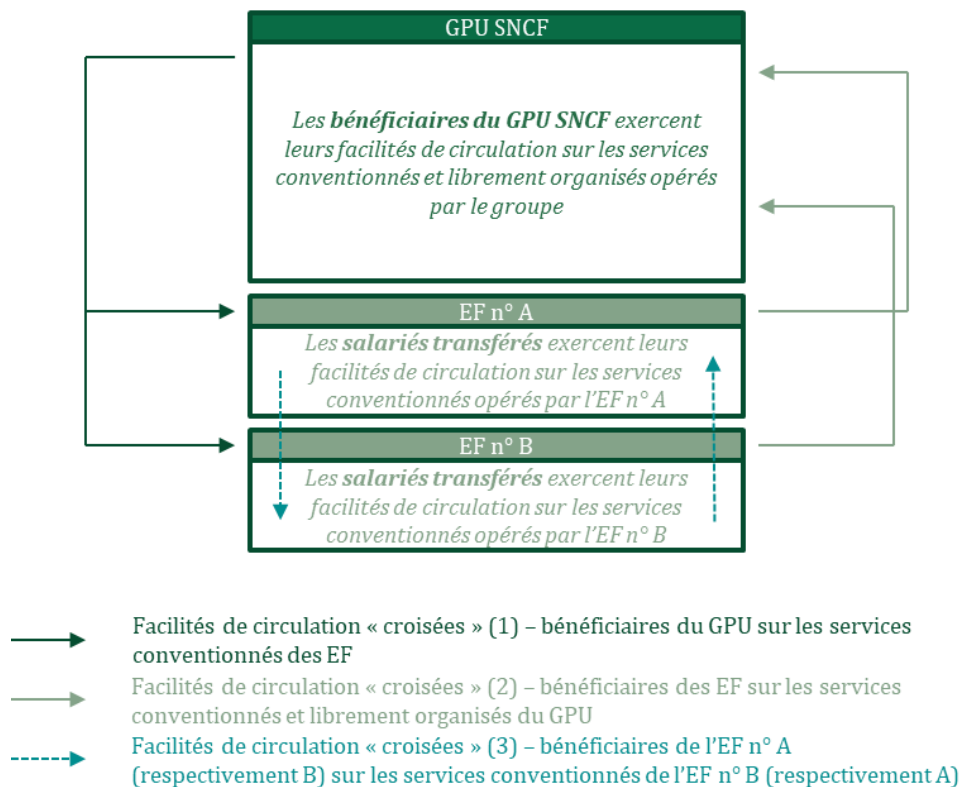 GPU SNCF
Les bénéficiaires du GPU SNCF exercent
leurs facilités de circulation sur les services
conventionnés et librement organisés opérés
par le groupe
EF n° A
Les salariés transférés exercent leurs
facilités de circulation sur les services
conventionnés opérés par l'EF n° A
EF n° B
Les salariés transférés exercent leurs
facilités de circulation sur les services
conventionnés opérés par l'EF n° B
Facilités de circulation « croisées » (1) – bénéficiaires du GPU sur les services
conventionnés des EF
Facilités de circulation « croisées » (2) – bénéficiaires des EF sur les services
conventionnés et librement organisés du GPU
Facilités de circulation « croisées » (3) – bénéficiaires de l'EF n° A
(respectivement B) sur les services conventionnés de l'EF n° B (respectivement A)